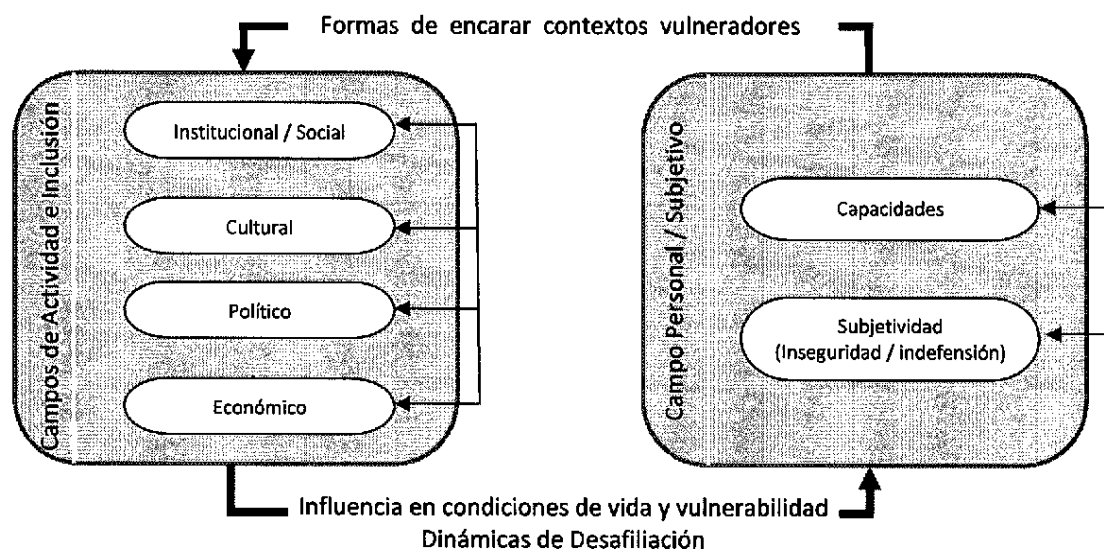 Formas de encarar contextos vulneradores
Campos de Actividad e Inclusión
Institucional / Social
Cultural
Político
Económico
Campo Personal / Subjetivo
Capacidades
Subjetividad
(Inseguridad / indefensión)
Influencia en condiciones de vida y vulnerabilidad
Dinámicas de Desafiliación